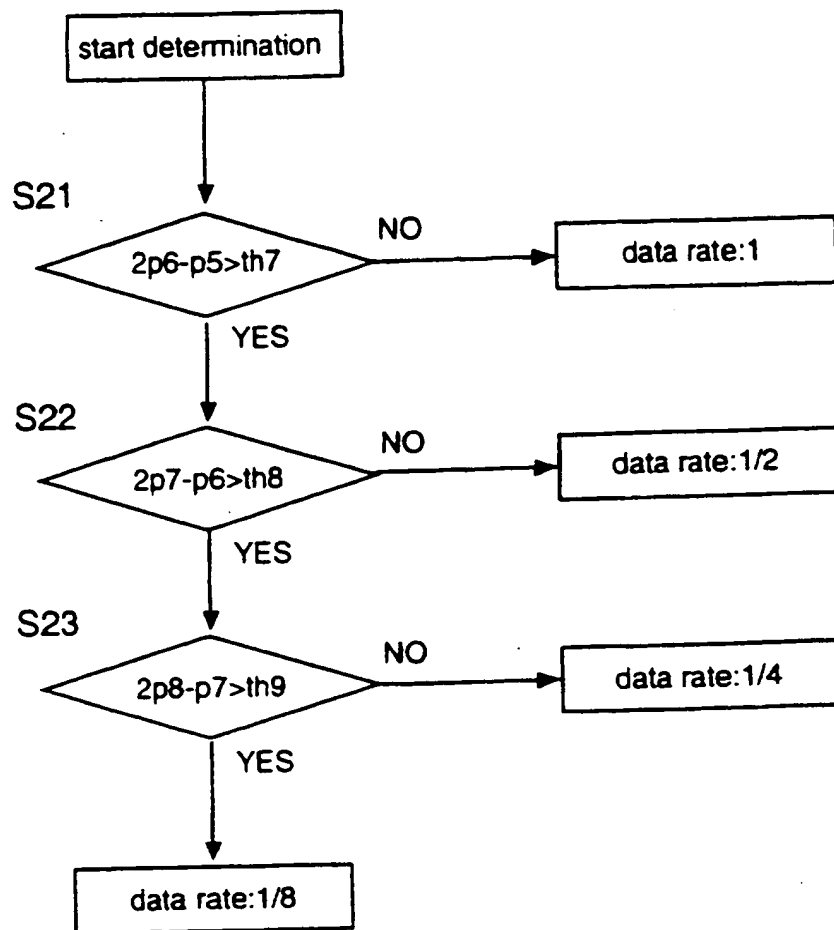 start determination
S21
2p6-p5>th7
NO
data rate:1
YES
S22
2p7-p6>th8
NO
data rate:1/2
YES
S23
2p8-p7>th9
NO
data rate:1/4
YES
data rate:1/8